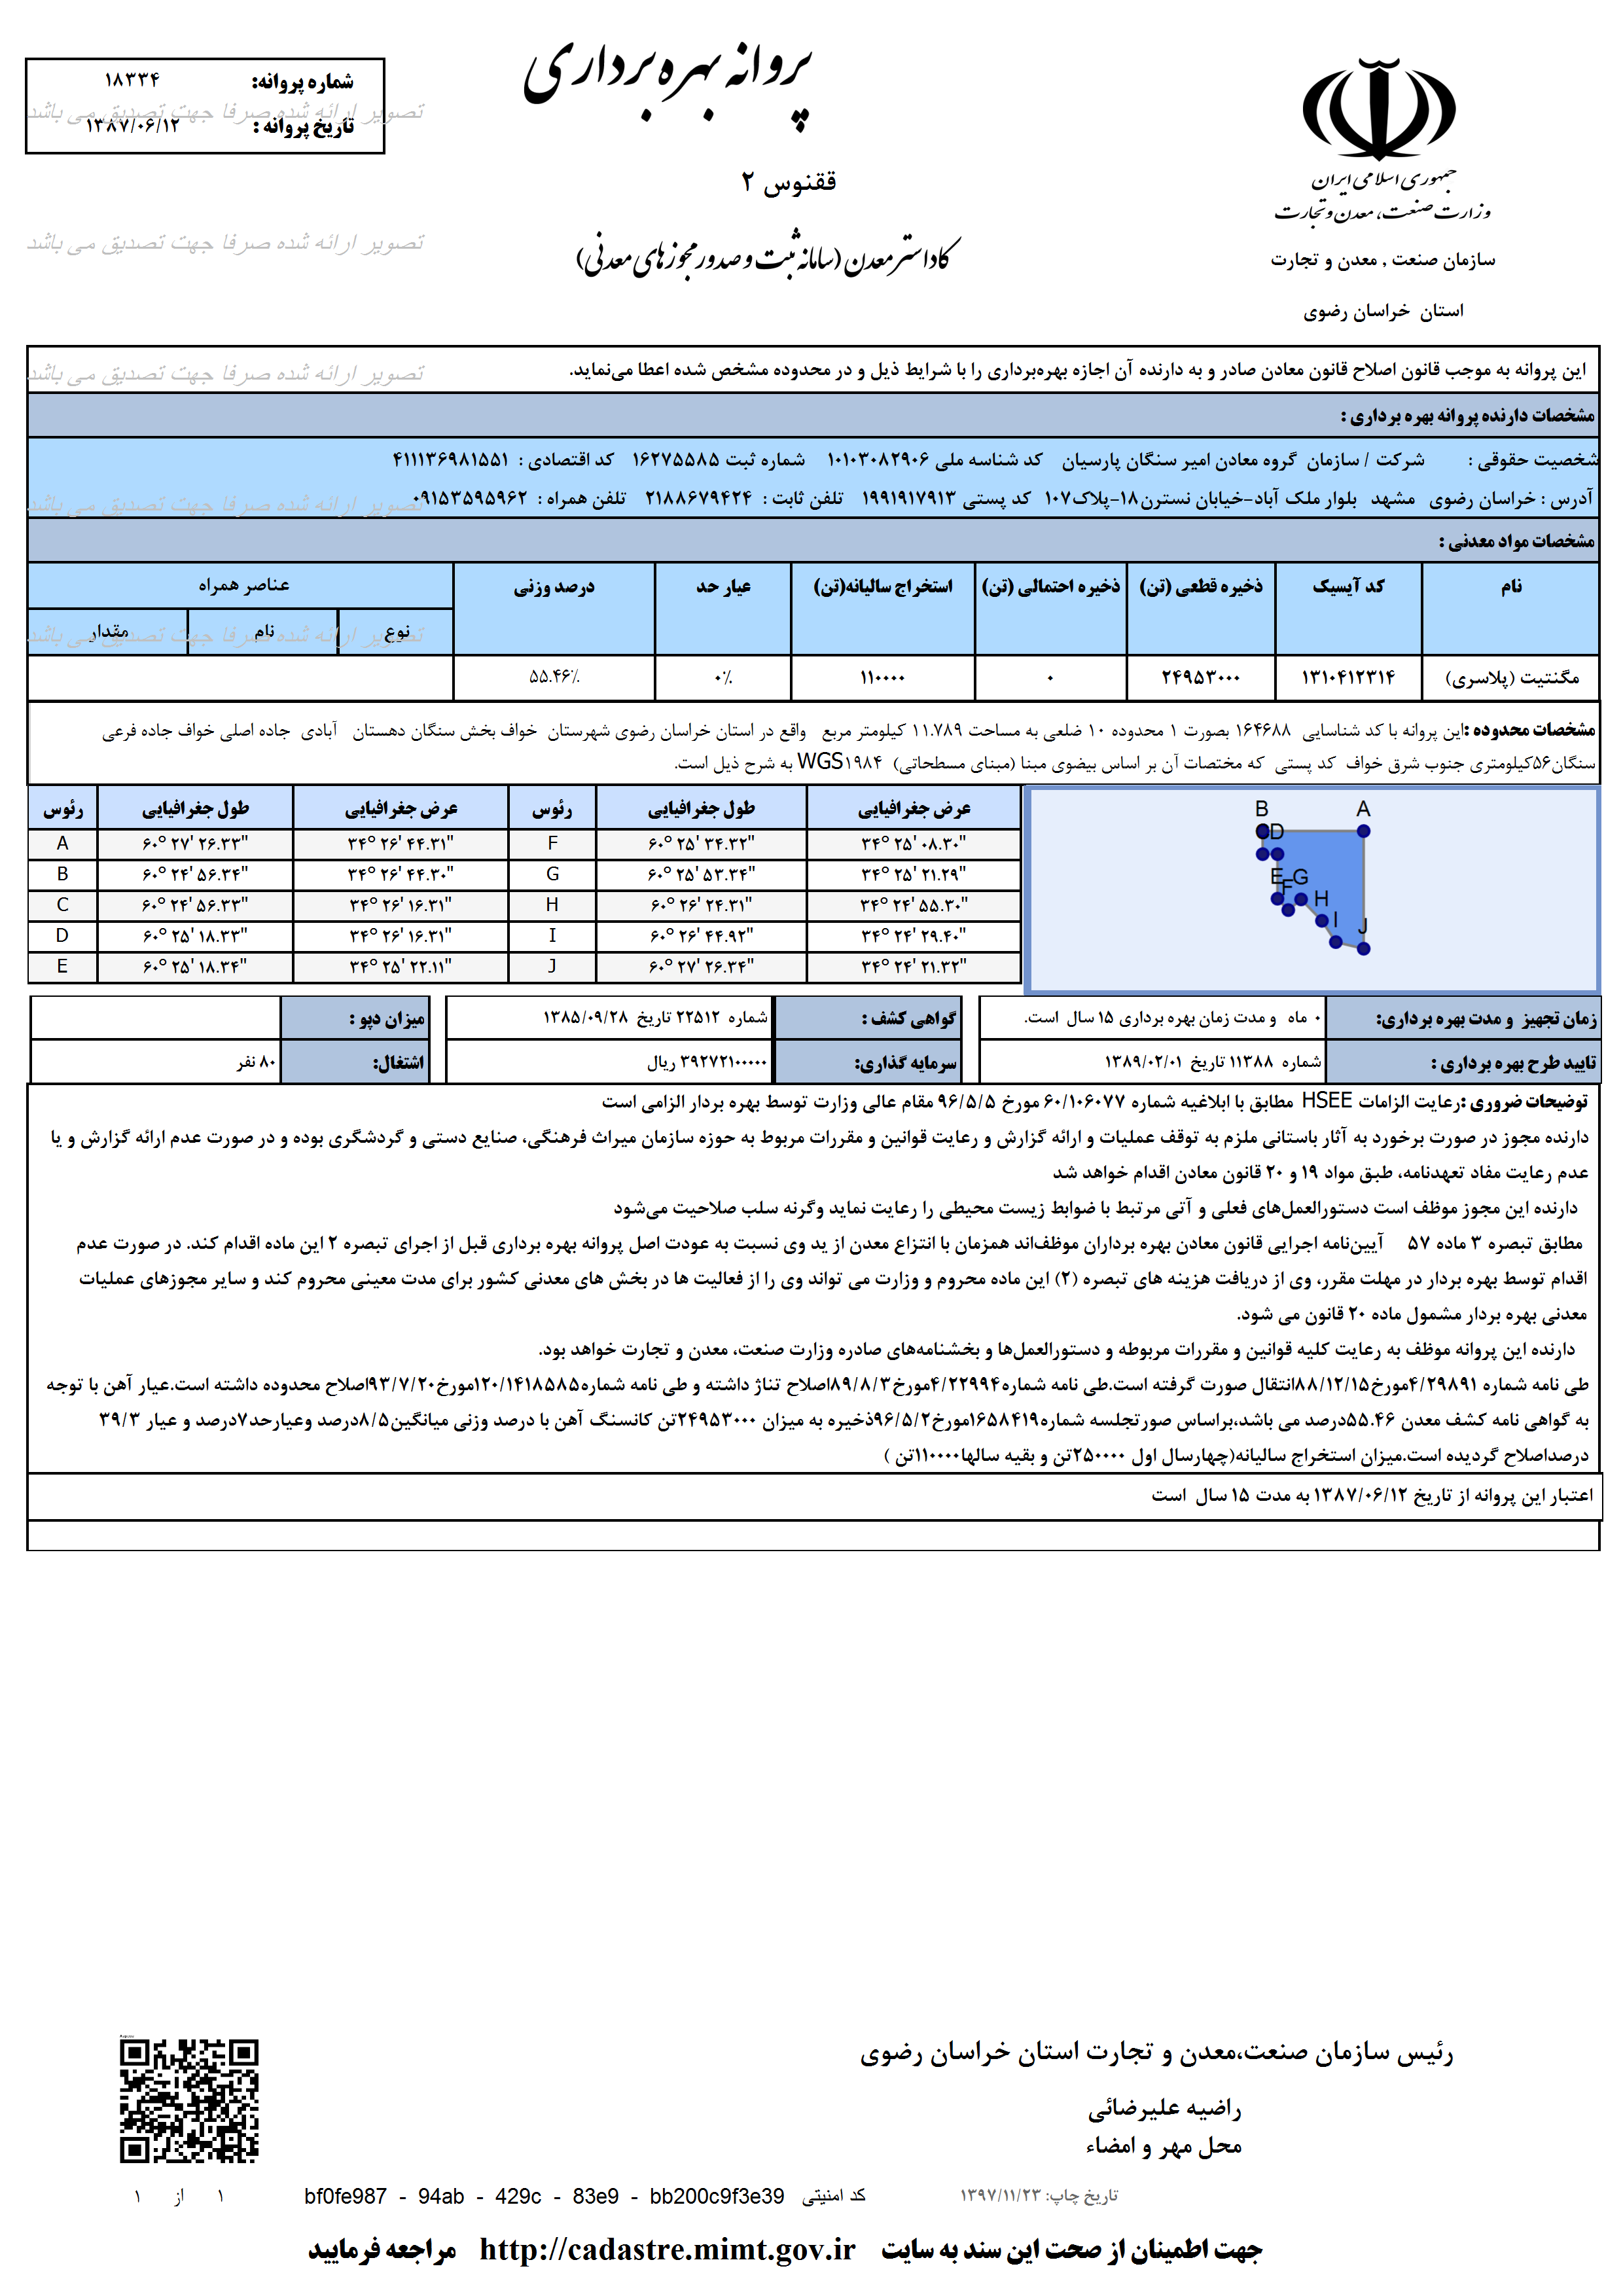 جمهوری اسلامی ایران
وزارت صنعت، معدن و تجارت
سازمان صنعت , معدن و تجارت
استان خراسان رضوی
پروانه بهره برداری
ققنوس ۲
کاداستر معدن (سامانه ثبت و صدور مجوزهای معدنی)
شماره پروانه: ۱۸۳۳۴
تصویر ارائه شده صرفا جهت تصدیق می باشد
تاریخ پروانه : ۱۳۸۷/۰۶/۱۲
تصویر ارائه شده صرفا جهت تصدیق می باشد
تصویر ارائه شده صرفا جهت تصدیق می باشد
این پروانه به موجب قانون اصلاح قانون معادن صادر و به دارنده آن اجازه بهره‌برداری را با شرایط ذیل و در محدوده مشخص شده اعطا می‌نماید.
مشخصات دارنده پروانه بهره برداری :
شخصیت حقوقی : شرکت / سازمان گروه معادن امیر سنگان پارسیان کد شناسه ملی ۱۰۱۰۳۰۸۲۹۰۶ شماره ثبت ۱۶۲۷۵۵۸۵ کد اقتصادی : ۴۱۱۱۳۶۹۸۱۵۵۱
تصویر ارائه شده صرفا جهت تصدیق می باشد
آدرس : خراسان رضوی مشهد بلوار ملک آباد-خیابان نسترن۱۸-پلاک۱۰۷ کد پستی ۱۹۹۱۹۱۷۹۱۳ تلفن ثابت : ۲۱۸۸۶۷۹۴۲۴ تلفن همراه : ۰۹۱۵۳۵۹۵۹۶۲
مشخصات مواد معدنی :
نام کد آیسیک ذخیره قطعی (تن) ذخیره احتمالی (تن) استخراج سالیانه(تن) عیار حد درصد وزنی عناصر همراه
نوع نام مقدار
تصویر ارائه شده صرفا جهت تصدیق می باشد
مگنتیت (پلاسری) ۱۳۱۰۴۱۲۳۱۴ ۲۴۹۵۳۰۰۰ ۰ ۱۱۰۰۰۰ ۰٪ ۵۵.۴۶٪
مشخصات محدوده :این پروانه با کد شناسایی ۱۶۴۶۸۸ بصورت ۱ محدوده ۱۰ ضلعی به مساحت ۱۱.۷۸۹ کیلومتر مربع واقع در استان خراسان رضوی شهرستان خواف بخش سنگان دهستان آبادی جاده اصلی خواف جاده فرعی
سنگان۵۶کیلومتری جنوب شرق خواف کد پستی که مختصات آن بر اساس بیضوی مبنا (مبنای مسطحاتی) WGS۱۹۸۴ به شرح ذیل است.
رئوس طول جغرافیایی عرض جغرافیایی رئوس طول جغرافیایی عرض جغرافیایی
A ۶۰° ۲۷' ۲۶.۳۳" ۳۴° ۲۶' ۴۴.۳۱" F ۶۰° ۲۵' ۳۴.۳۲" ۳۴° ۲۵' ۰۸.۳۰"
B ۶۰° ۲۴' ۵۶.۳۴" ۳۴° ۲۶' ۴۴.۳۰" G ۶۰° ۲۵' ۵۳.۳۴" ۳۴° ۲۵' ۲۱.۲۹"
C ۶۰° ۲۴' ۵۶.۳۳" ۳۴° ۲۶' ۱۶.۳۱" H ۶۰° ۲۶' ۲۴.۳۱" ۳۴° ۲۴' ۵۵.۳۰"
D ۶۰° ۲۵' ۱۸.۳۳" ۳۴° ۲۶' ۱۶.۳۱" I ۶۰° ۲۶' ۴۴.۹۲" ۳۴° ۲۴' ۲۹.۴۰"
E ۶۰° ۲۵' ۱۸.۳۴" ۳۴° ۲۵' ۲۲.۱۱" J ۶۰° ۲۷' ۲۶.۳۴" ۳۴° ۲۴' ۲۱.۳۲"
B A
C D
E F G
H
I J
زمان تجهیز و مدت بهره برداری: ۰ ماه و مدت زمان بهره برداری ۱۵ سال است. گواهی کشف : شماره ۲۲۵۱۲ تاریخ ۱۳۸۵/۰۹/۲۸ میزان دپو :
تایید طرح بهره برداری : شماره ۱۱۳۸۸ تاریخ ۱۳۸۹/۰۲/۰۱ سرمایه گذاری: ۳۹۲۷۲۱۰۰۰۰۰ ریال اشتغال: ۸۰ نفر
توضیحات ضروری :رعایت الزامات HSEE مطابق با ابلاغیه شماره ۶۰/۱۰۶۰۷۷ مورخ ۹۶/۵/۵ مقام عالی وزارت توسط بهره بردار الزامی است
دارنده مجوز در صورت برخورد به آثار باستانی ملزم به توقف عملیات و ارائه گزارش و رعایت قوانین و مقررات مربوط به حوزه سازمان میراث فرهنگی، صنایع دستی و گردشگری بوده و در صورت عدم ارائه گزارش و یا
عدم رعایت مفاد تعهدنامه، طبق مواد ۱۹ و ۲۰ قانون معادن اقدام خواهد شد
دارنده این مجوز موظف است دستورالعمل‌های فعلی و آتی مرتبط با ضوابط زیست محیطی را رعایت نماید وگرنه سلب صلاحیت می‌شود
مطابق تبصره ۳ ماده ۵۷ آیین‌نامه اجرایی قانون معادن بهره برداران موظف‌اند همزمان با انتزاع معدن از ید وی نسبت به عودت اصل پروانه بهره برداری قبل از اجرای تبصره ۲ این ماده اقدام کند. در صورت عدم
اقدام توسط بهره بردار در مهلت مقرر، وی از دریافت هزینه های تبصره (۲) این ماده محروم و وزارت می تواند وی را از فعالیت ها در بخش های معدنی کشور برای مدت معینی محروم کند و سایر مجوزهای عملیات
معدنی بهره بردار مشمول ماده ۲۰ قانون می شود.
دارنده این پروانه موظف به رعایت کلیه قوانین و مقررات مربوطه و دستورالعمل‌ها و بخشنامه‌های صادره وزارت صنعت، معدن و تجارت خواهد بود.
طی نامه شماره ۴/۲۹۸۹۱مورخ۸۸/۱۲/۱۵انتقال صورت گرفته است.طی نامه شماره۴/۲۲۹۹۴مورخ۸۹/۸/۳اصلاح تناژ داشته و طی نامه شماره۱۲۰/۱۴۱۸۵۸۵مورخ۹۳/۷/۲۰اصلاح محدوده داشته است.عیار آهن با توجه
به گواهی نامه کشف معدن ۵۵.۴۶درصد می باشد،براساس صورتجلسه شماره۱۶۵۸۴۱۹مورخ۹۶/۵/۲ذخیره به میزان ۲۴۹۵۳۰۰۰تن کانسنگ آهن با درصد وزنی میانگین۸/۵درصد وعیارحد۷درصد و عیار ۳۹/۳
درصداصلاح گردیده است.میزان استخراج سالیانه(چهارسال اول ۲۵۰۰۰۰تن و بقیه سالها۱۱۰۰۰۰تن )
اعتبار این پروانه از تاریخ ۱۳۸۷/۰۶/۱۲ به مدت ۱۵ سال است
رئیس سازمان صنعت،معدن و تجارت استان خراسان رضوی
راضیه علیرضائی
محل مهر و امضاء
تاریخ چاپ: ۱۳۹۷/۱۱/۲۳ کد امنیتی bf0fe987 - 94ab - 429c - 83e9 - bb200c9f3e39 ۱ از ۱
جهت اطمینان از صحت این سند به سایت http://cadastre.mimt.gov.ir مراجعه فرمایید